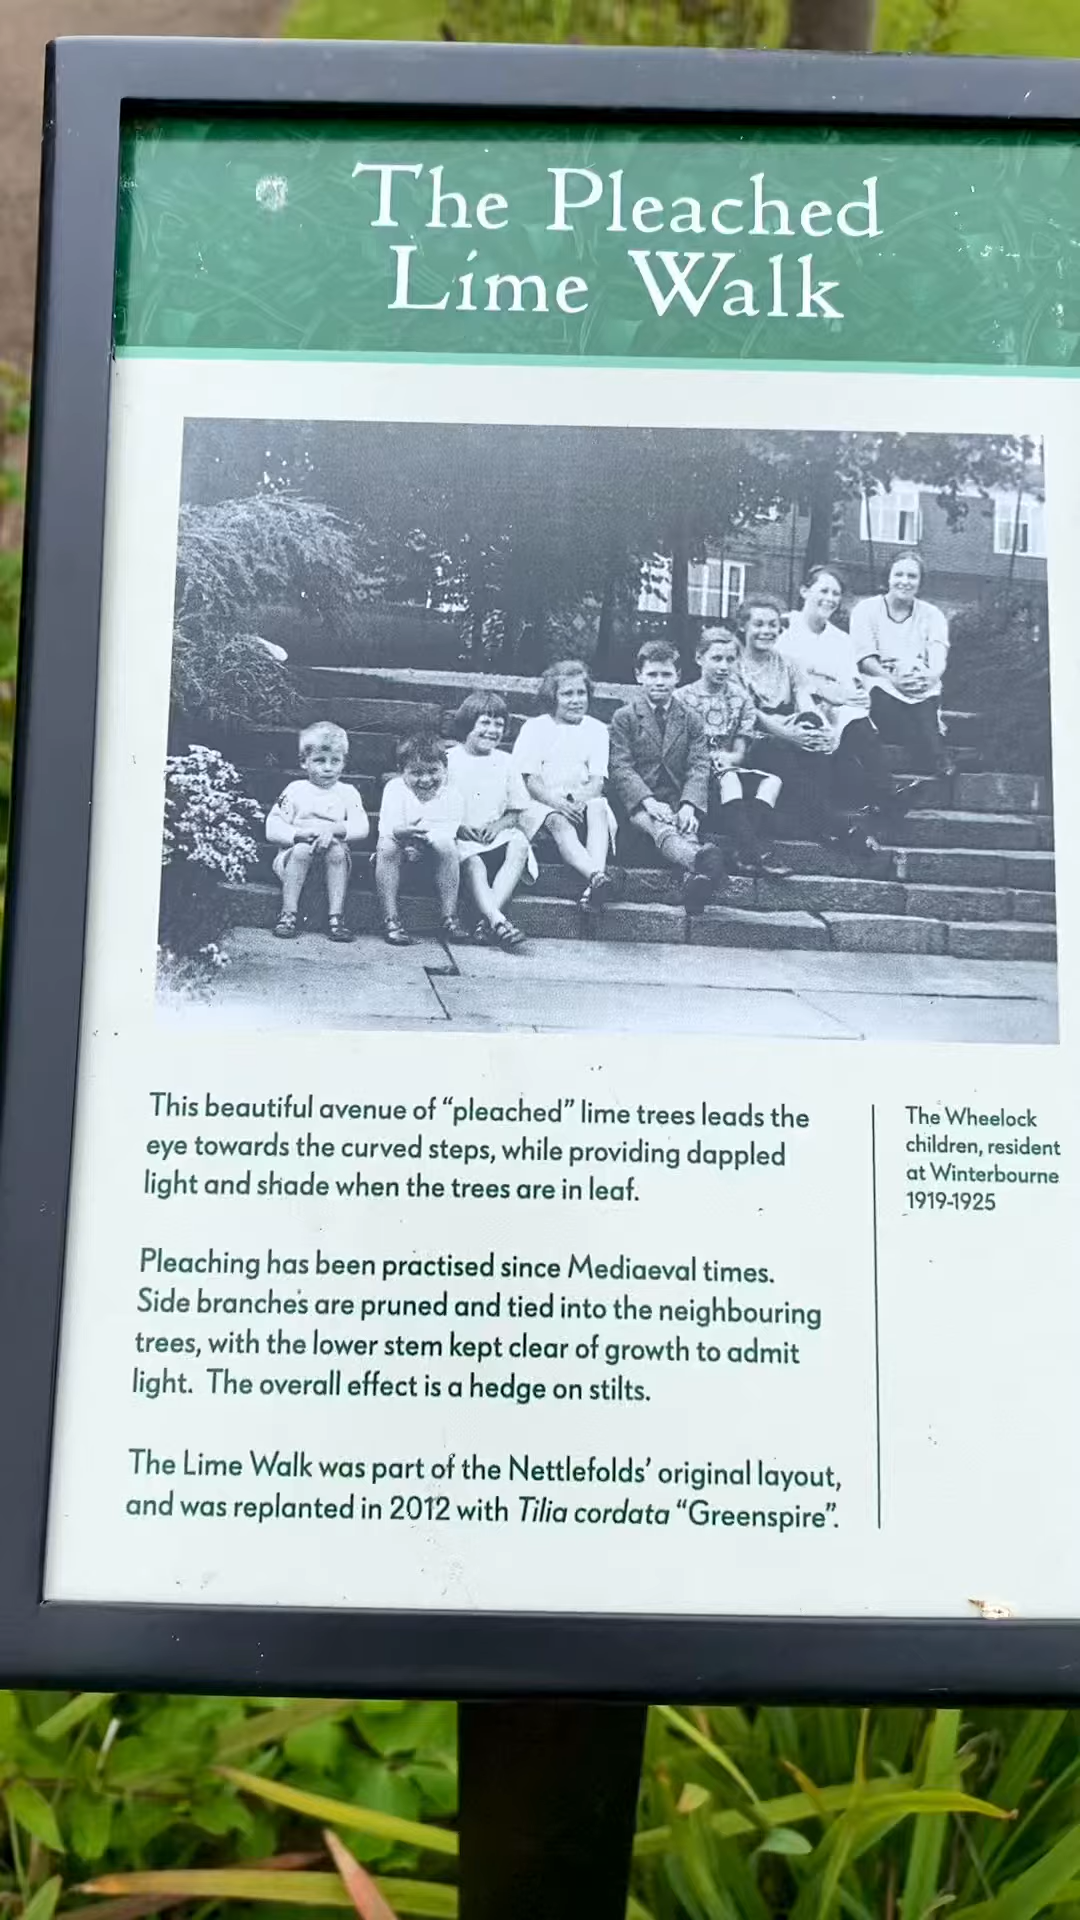 The Pleached
Lime Walk
This beautiful avenue of “pleached” lime trees leads the
eye towards the curved steps, while providing dappled
light and shade when the trees are in leaf.
Pleaching has been practised since Mediaeval times.
Side branches are pruned and tied into the neighbouring
trees, with the lower stem kept clear of growth to admit
light. The overall effect is a hedge on stilts.
The Lime Walk was part of the Nettlefolds’ original layout,
and was replanted in 2012 with Tilia cordata “Greenspire”.
The Wheelock
children, resident
at Winterbourne
1919-1925